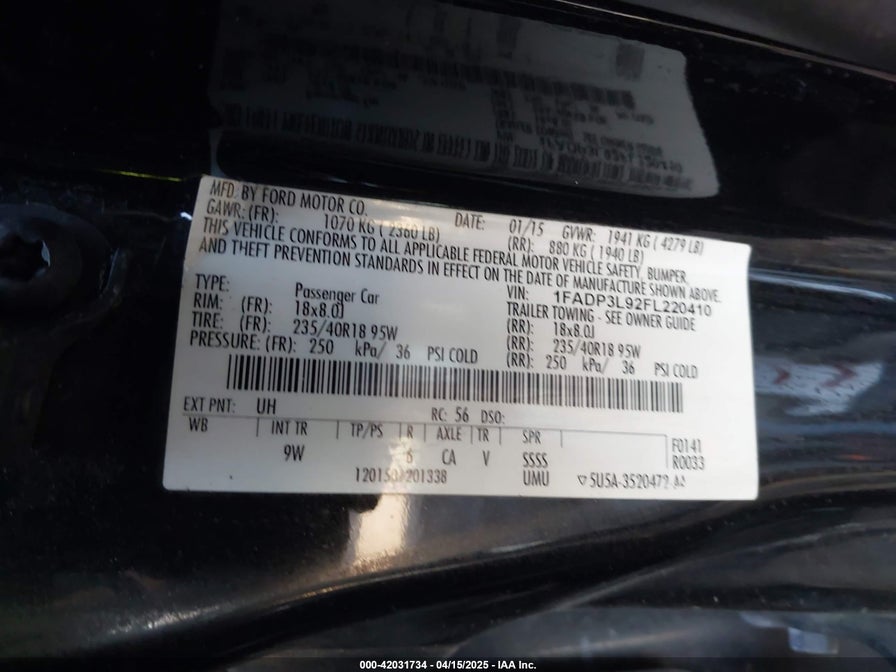 MFD. BY FORD MOTOR CO.
DATE: 01/15 GVWR: 1941 KG ( 4279 LB)
GAWR: (FR): 1070 KG ( 2360 LB) (RR): 880 KG ( 1940 LB)
THIS VEHICLE CONFORMS TO ALL APPLICABLE FEDERAL MOTOR VEHICLE SAFETY, BUMPER,
AND THEFT PREVENTION STANDARDS IN EFFECT ON THE DATE OF MANUFACTURE SHOWN ABOVE.
VIN: 1FADP3L92FL220410
TYPE: Passenger Car TRAILER TOWING - SEE OWNER GUIDE
RIM: (FR): 18x8.0J (RR): 18x8.0J
TIRE: (FR): 235/40R18 95W (RR): 235/40R18 95W
PRESSURE: (FR): 250 kPa/ 36 PSI COLD (RR): 250 kPa/ 36 PSI COLD
EXT PNT: UH RC: 56 DSO:
WB INT TR TP/PS R AXLE TR SPR
9W 6 CA V SSSS
F0141
R0033
UMU
5U5A-3520472
000-42031734 - 04/15/2025 - IAA Inc.